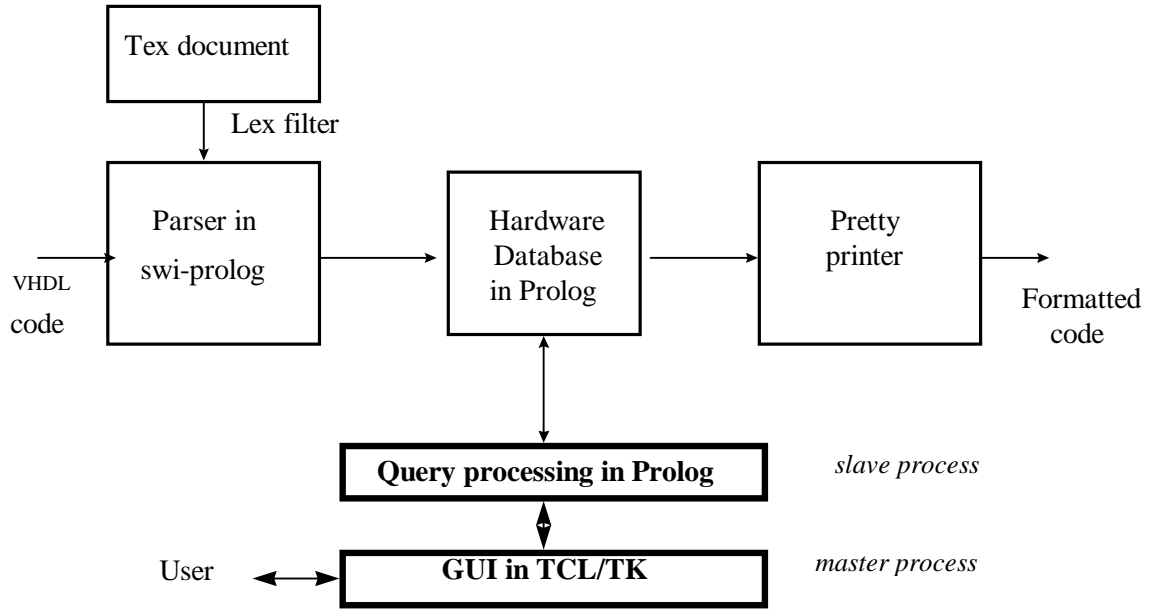 Tex document
Lex filter
Parser in
swi-prolog
VHDL
code
Hardware
Database
in Prolog
Pretty
printer
Formatted
code
Query processing in Prolog
slave process
User
GUI in TCL/TK
master process